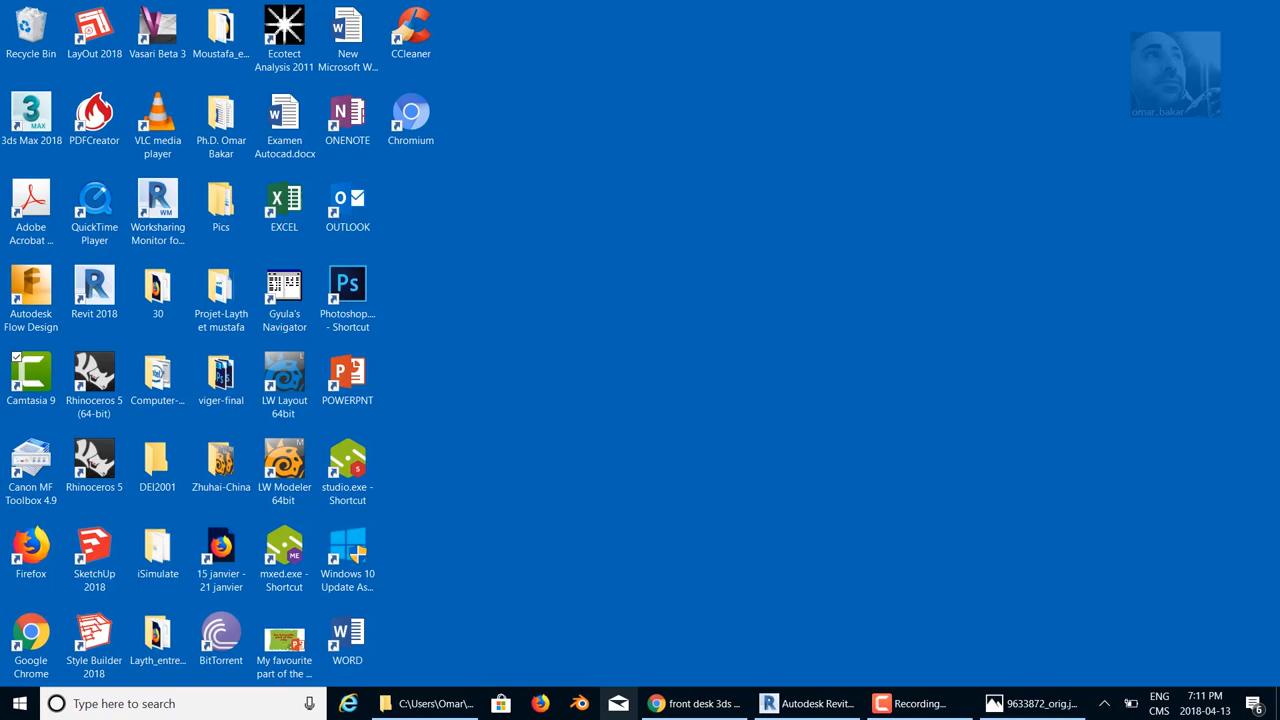 Recycle Bin
LayOut 2018
Vasari Beta 3
Moustafa_e...
Ecotect
Analysis 2011
New
Microsoft W...
CCleaner
omar_bakar
3ds Max 2018
PDFCreator
VLC media
player
Ph.D. Omar
Bakar
Examen
Autocad.docx
ONENOTE
Chromium
Adobe
Acrobat ...
QuickTime
Player
Worksharing
Monitor fo...
Pics
EXCEL
OUTLOOK
Autodesk
Flow Design
Revit 2018
30
Projet-Layth
et mustafa
Gyula's
Navigator
Photoshop....
- Shortcut
Camtasia 9
Rhinoceros 5
(64-bit)
Computer-...
viger-final
LW Layout
64bit
POWERPNT
Canon MF
Toolbox 4.9
Rhinoceros 5
DEI2001
Zhuhai-China
LW Modeler
64bit
studio.exe -
Shortcut
Firefox
SketchUp
2018
iSimulate
15 janvier -
21 janvier
mxed.exe -
Shortcut
Windows 10
Update As...
Google
Chrome
Style Builder
2018
Layth_entre...
BitTorrent
My favourite
part of the ...
WORD
Type here to search
C:\Users\Omar\...
front desk 3ds ...
Autodesk Revit...
Recording...
9633872_orig.j...
ENG
CMS
7:11 PM
2018-04-13
6